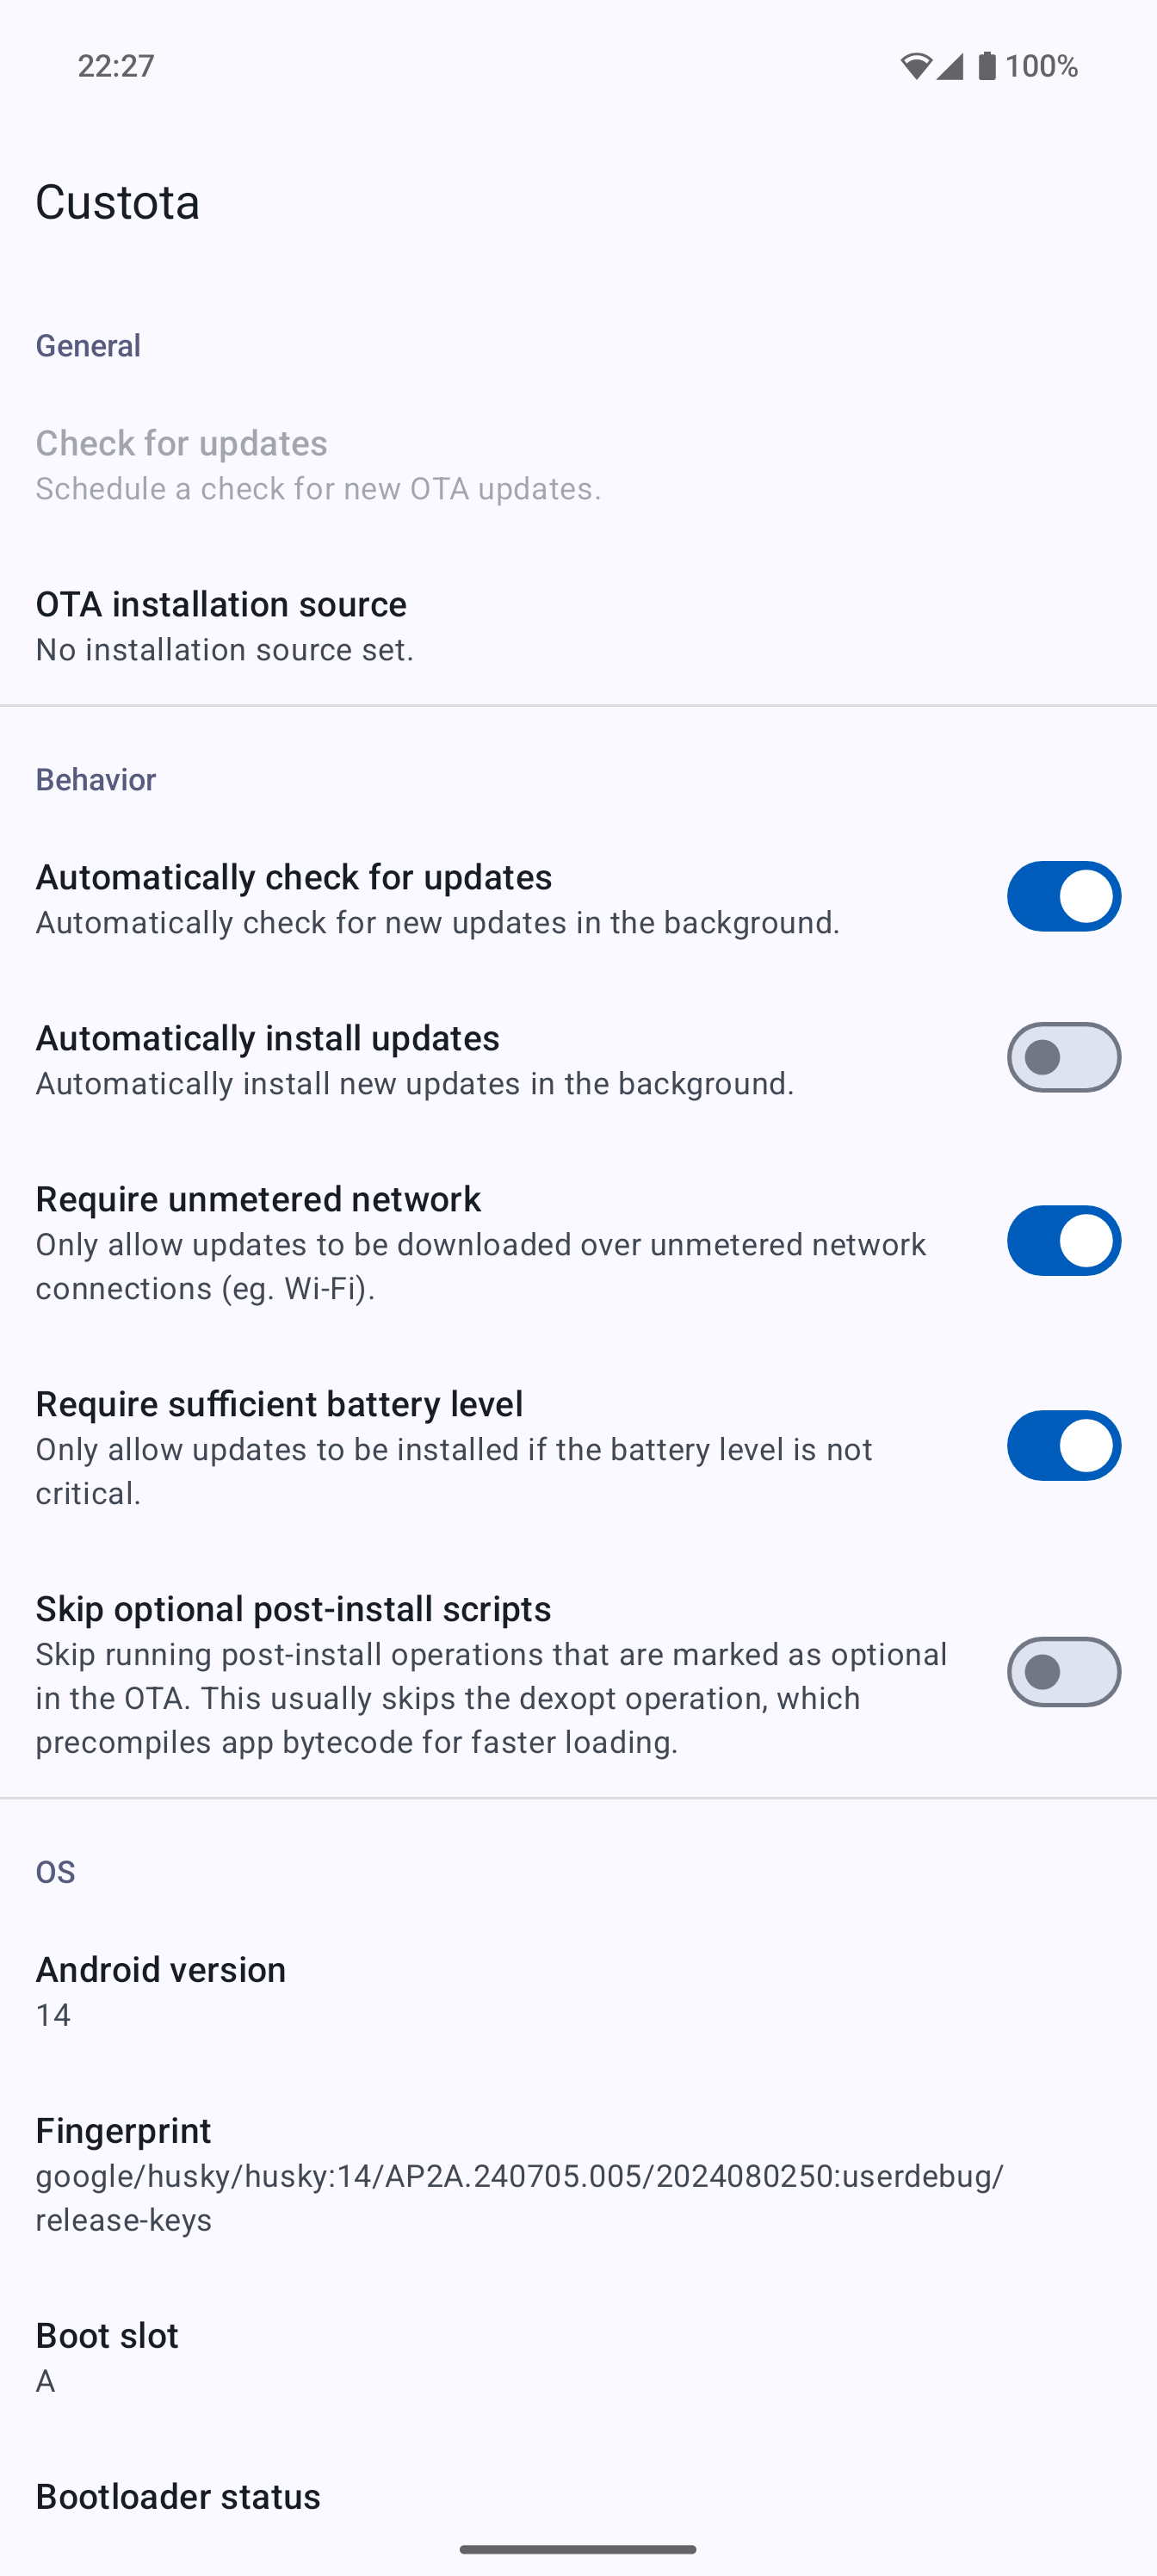 22:27
100%
Custota
General
Check for updates
Schedule a check for new OTA updates.
OTA installation source
No installation source set.
Behavior
Automatically check for updates
Automatically check for new updates in the background.
Automatically install updates
Automatically install new updates in the background.
Require unmetered network
Only allow updates to be downloaded over unmetered network
connections (eg. Wi-Fi).
Require sufficient battery level
Only allow updates to be installed if the battery level is not
critical.
Skip optional post-install scripts
Skip running post-install operations that are marked as optional
in the OTA. This usually skips the dexopt operation, which
precompiles app bytecode for faster loading.
OS
Android version
14
Fingerprint
google/husky/husky:14/AP2A.240705.005/2024080250:userdebug/
release-keys
Boot slot
A
Bootloader status